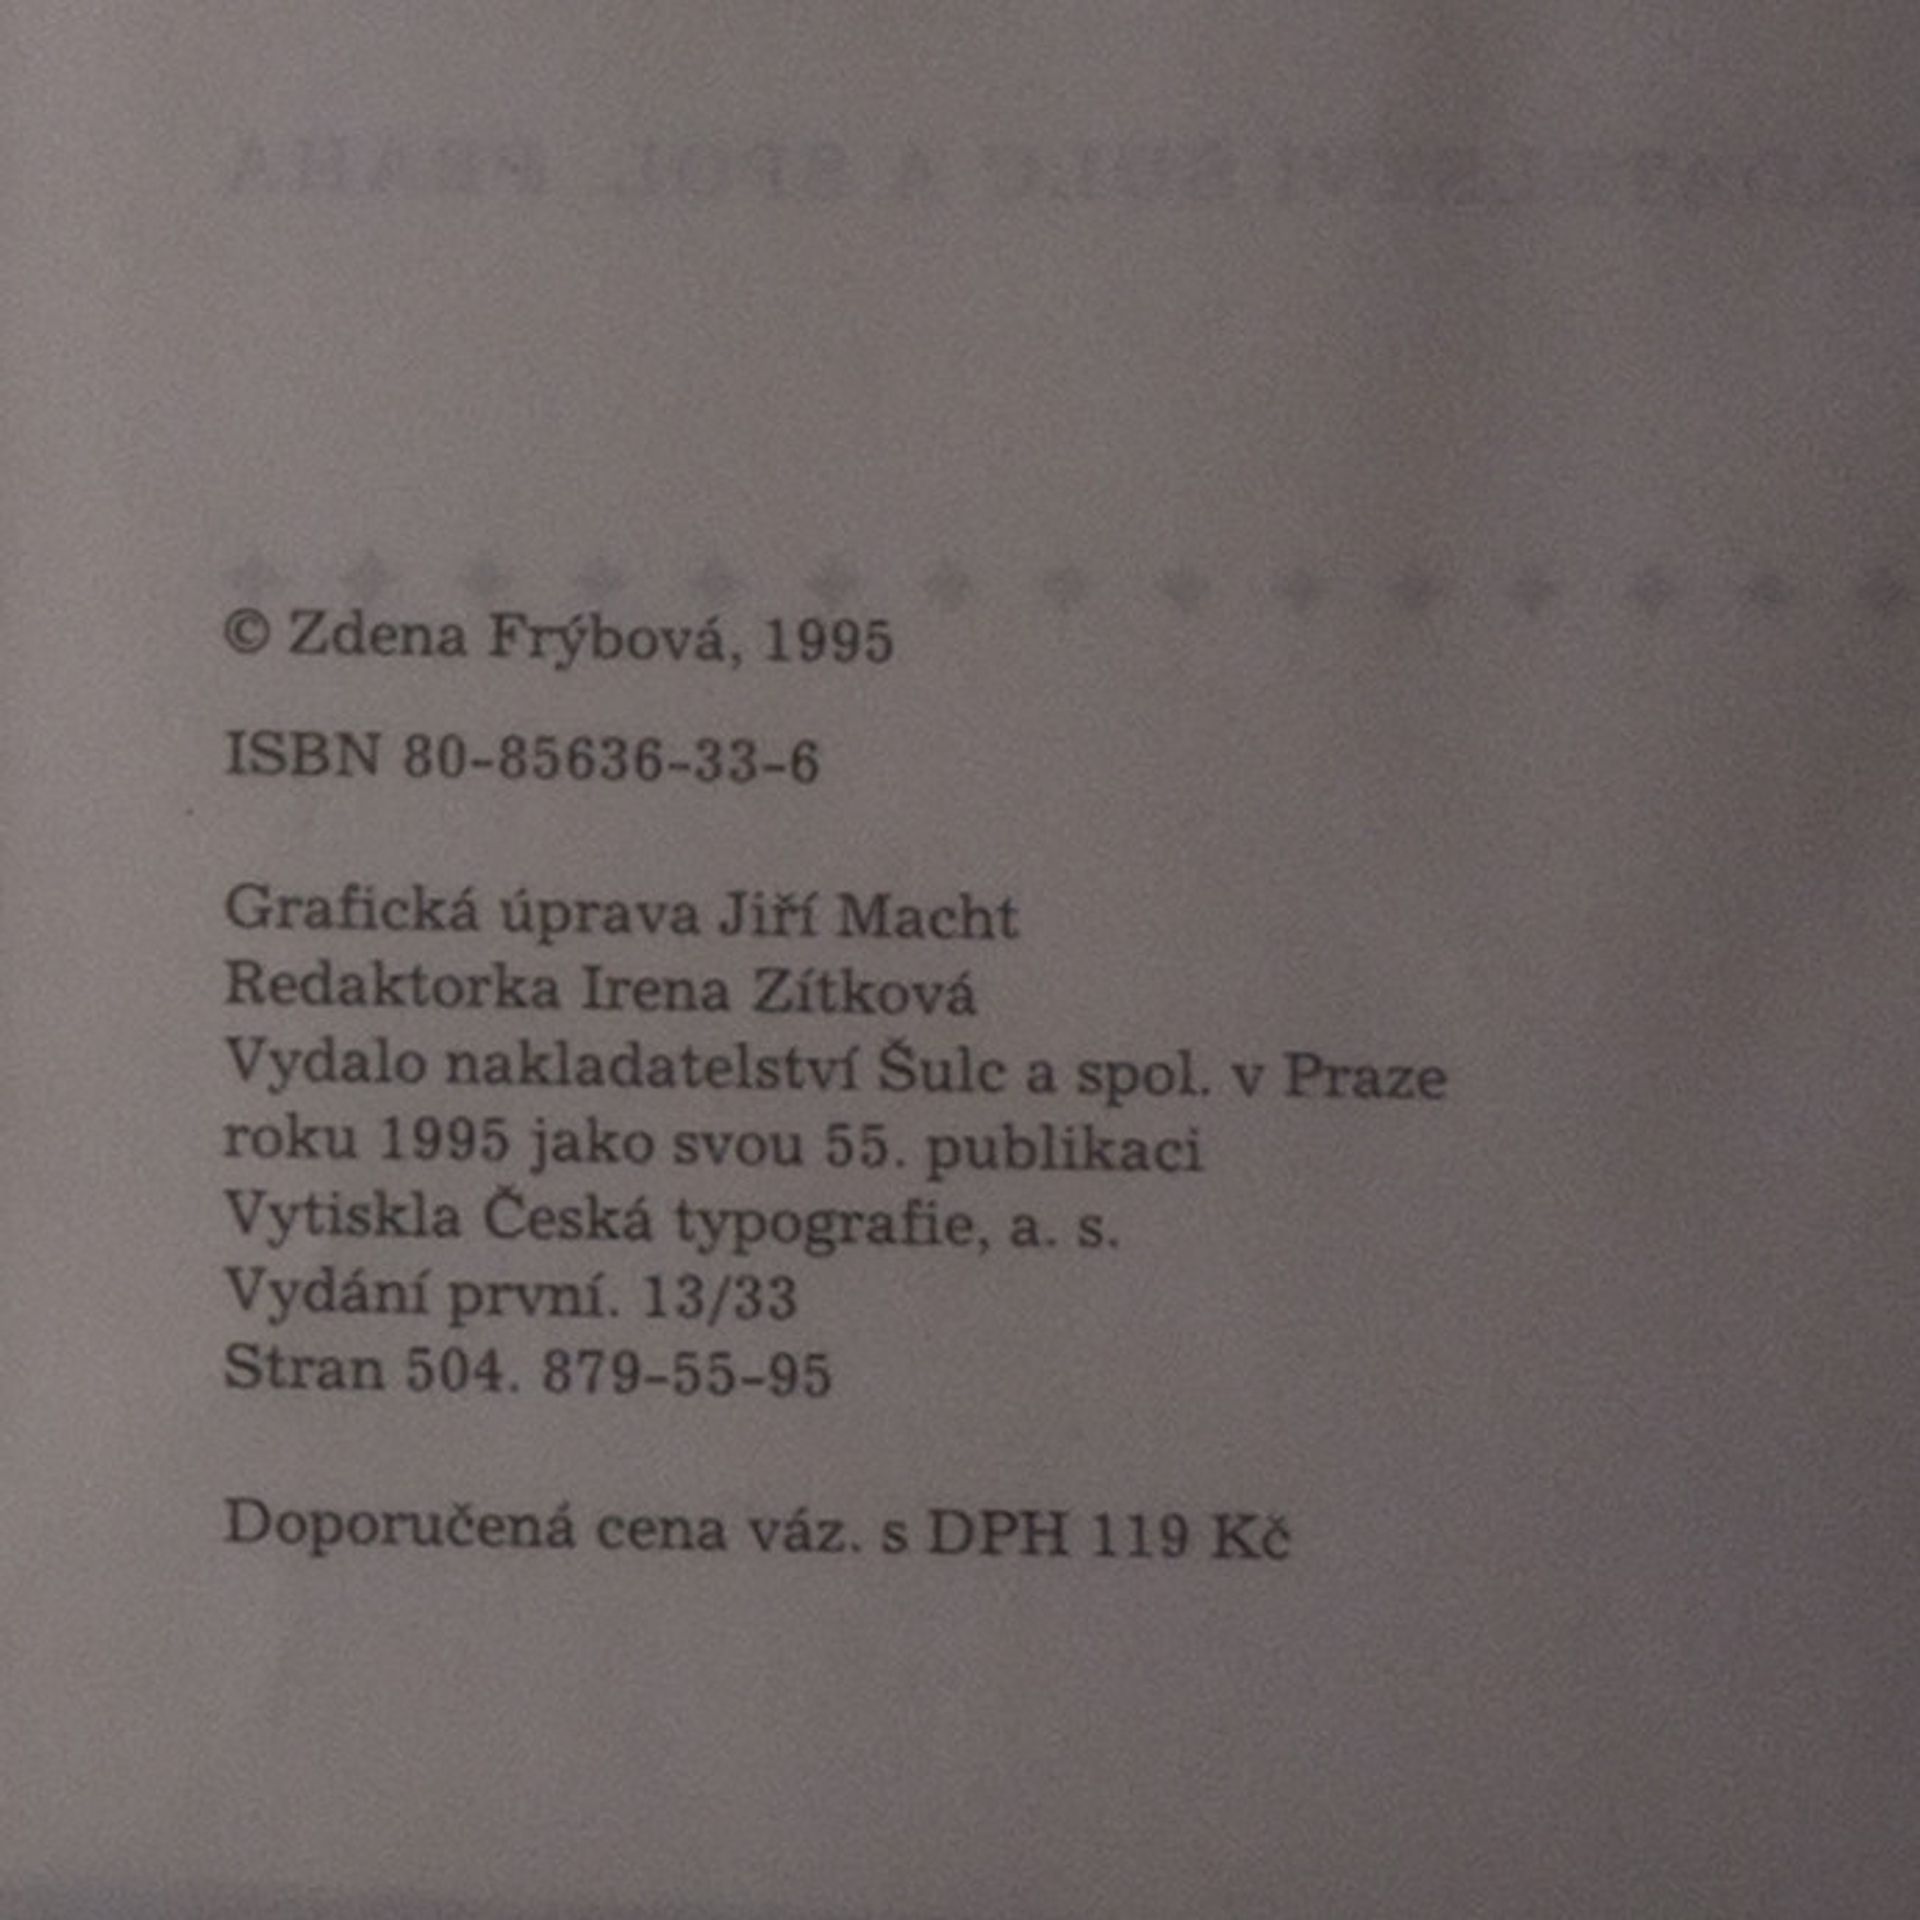 © Zdena Frýbová, 1995
ISBN 80-85636-33-6
Grafická úprava Jiří Macht
Redaktorka Irena Zítková
Vydalo nakladatelství Šulc a spol. v Praze
roku 1995 jako svou 55. publikaci
Vytiskla Česká typografie, a. s.
Vydání první. 13/33
Stran 504. 879-55-95
Doporučená cena váz. s DPH 119 Kč